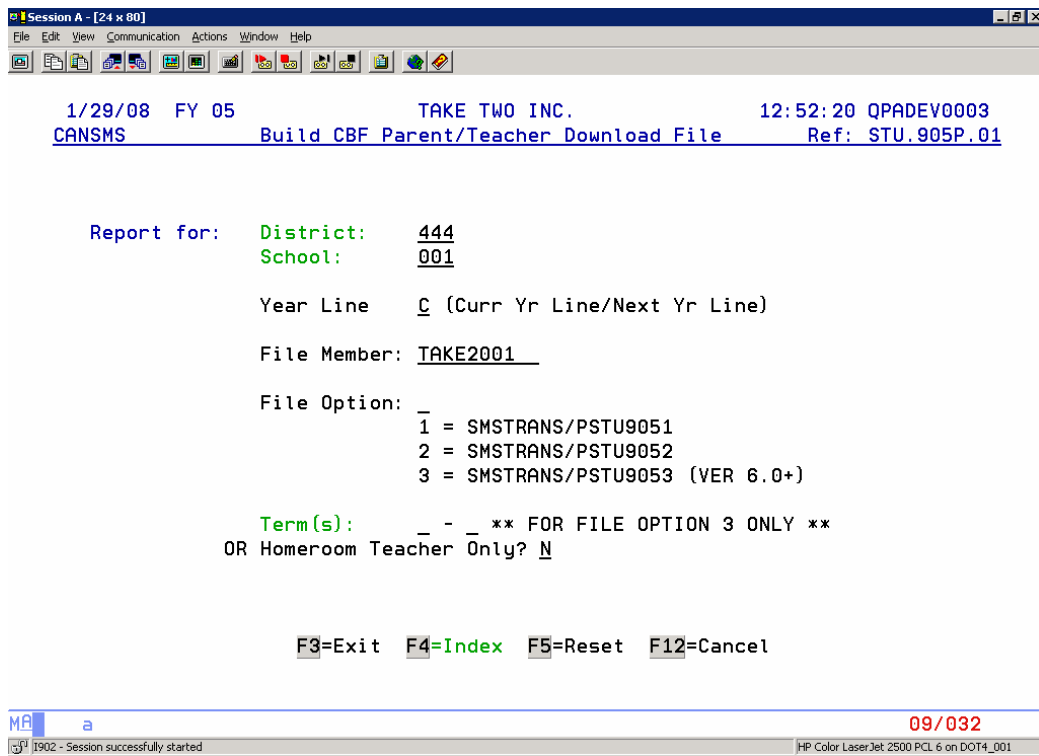 Session A - [24 x 80]
File Edit View Communication Actions Window Help
1/29/08 FY 05 TAKE TWO INC. 12:52:20 QPADEV0003
CANSMS Build CBF Parent/Teacher Download File Ref: STU.905P.01
Report for: District: 444
School: 001
Year Line C (Curr Yr Line/Next Yr Line)
File Member: TAKE2001__
File Option: _
1 = SMSTRANS/PSTU9051
2 = SMSTRANS/PSTU9052
3 = SMSTRANS/PSTU9053 (VER 6.0+)
Term(s): _ - _ ** FOR FILE OPTION 3 ONLY **
OR Homeroom Teacher Only? N
F3=Exit F4=Index F5=Reset F12=Cancel
MA a 09/032
I902 - Session successfully started HP Color LaserJet 2500 PCL 6 on DOT4_001